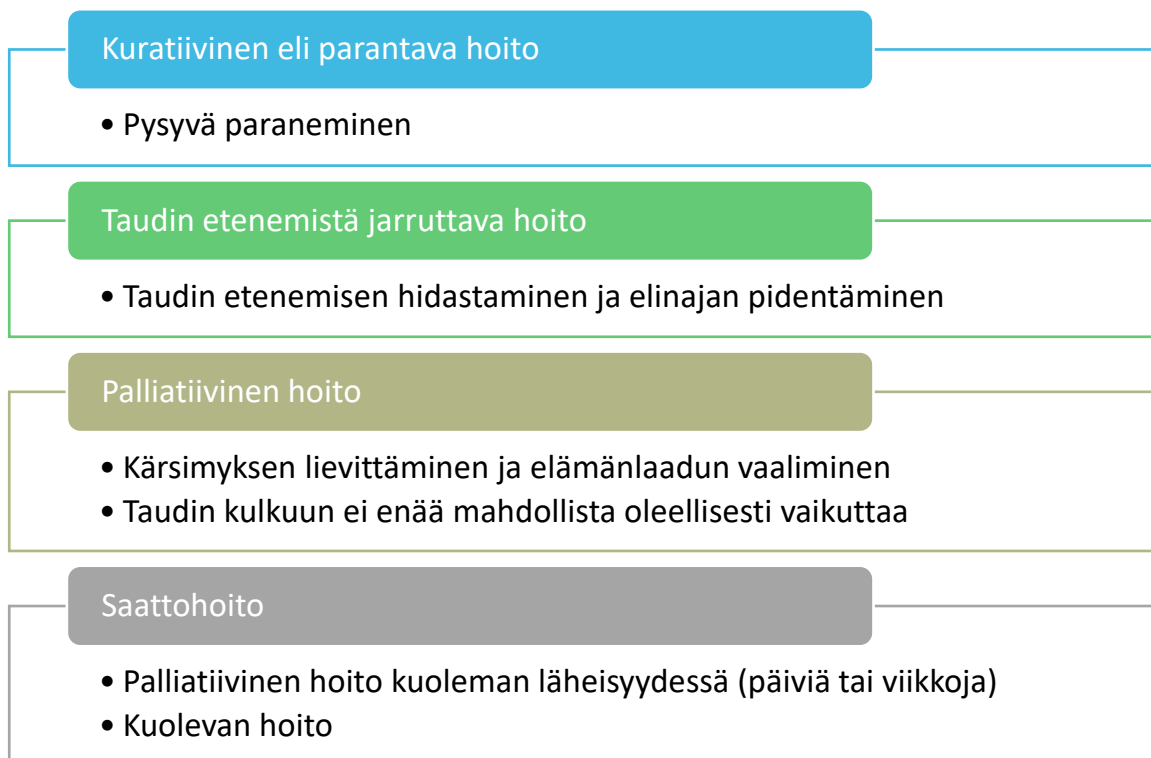 Kuratiivinen eli parantava hoito
• Pysyvä paraneminen
Taudin etenemistä jarruttava hoito
• Taudin etenemisen hidastaminen ja elinajan pidentäminen
Palliatiivinen hoito
• Kärsimyksen lievittäminen ja elämänlaadun vaaliminen
• Taudin kulkuun ei enää mahdollista oleellisesti vaikuttaa
Saattohoito
• Palliatiivinen hoito kuoleman läheisyydessä (päiviä tai viikkoja)
• Kuolevan hoito